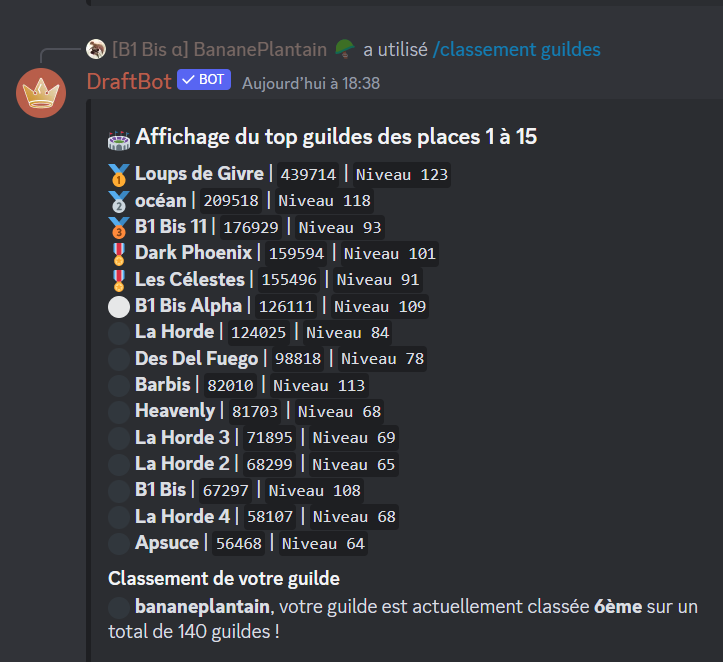 [B1 Bis α] BananePlantain a utilisé /classement guildes
DraftBot BOT Aujourd'hui à 18:38
Affichage du top guildes des places 1 à 15
Loups de Givre | 439714 | Niveau 123
océan | 209518 | Niveau 118
B1 Bis 11 | 176929 | Niveau 93
Dark Phoenix | 159594 | Niveau 101
Les Célestes | 155496 | Niveau 91
B1 Bis Alpha | 126111 | Niveau 109
La Horde | 124025 | Niveau 84
Des Del Fuego | 98818 | Niveau 78
Barbis | 82010 | Niveau 113
Heavenly | 81703 | Niveau 68
La Horde 3 | 71895 | Niveau 69
La Horde 2 | 68299 | Niveau 65
B1 Bis | 67297 | Niveau 108
La Horde 4 | 58107 | Niveau 68
Apsuce | 56468 | Niveau 64
Classement de votre guilde
bananeplantain, votre guilde est actuellement classée 6ème sur un
total de 140 guildes !